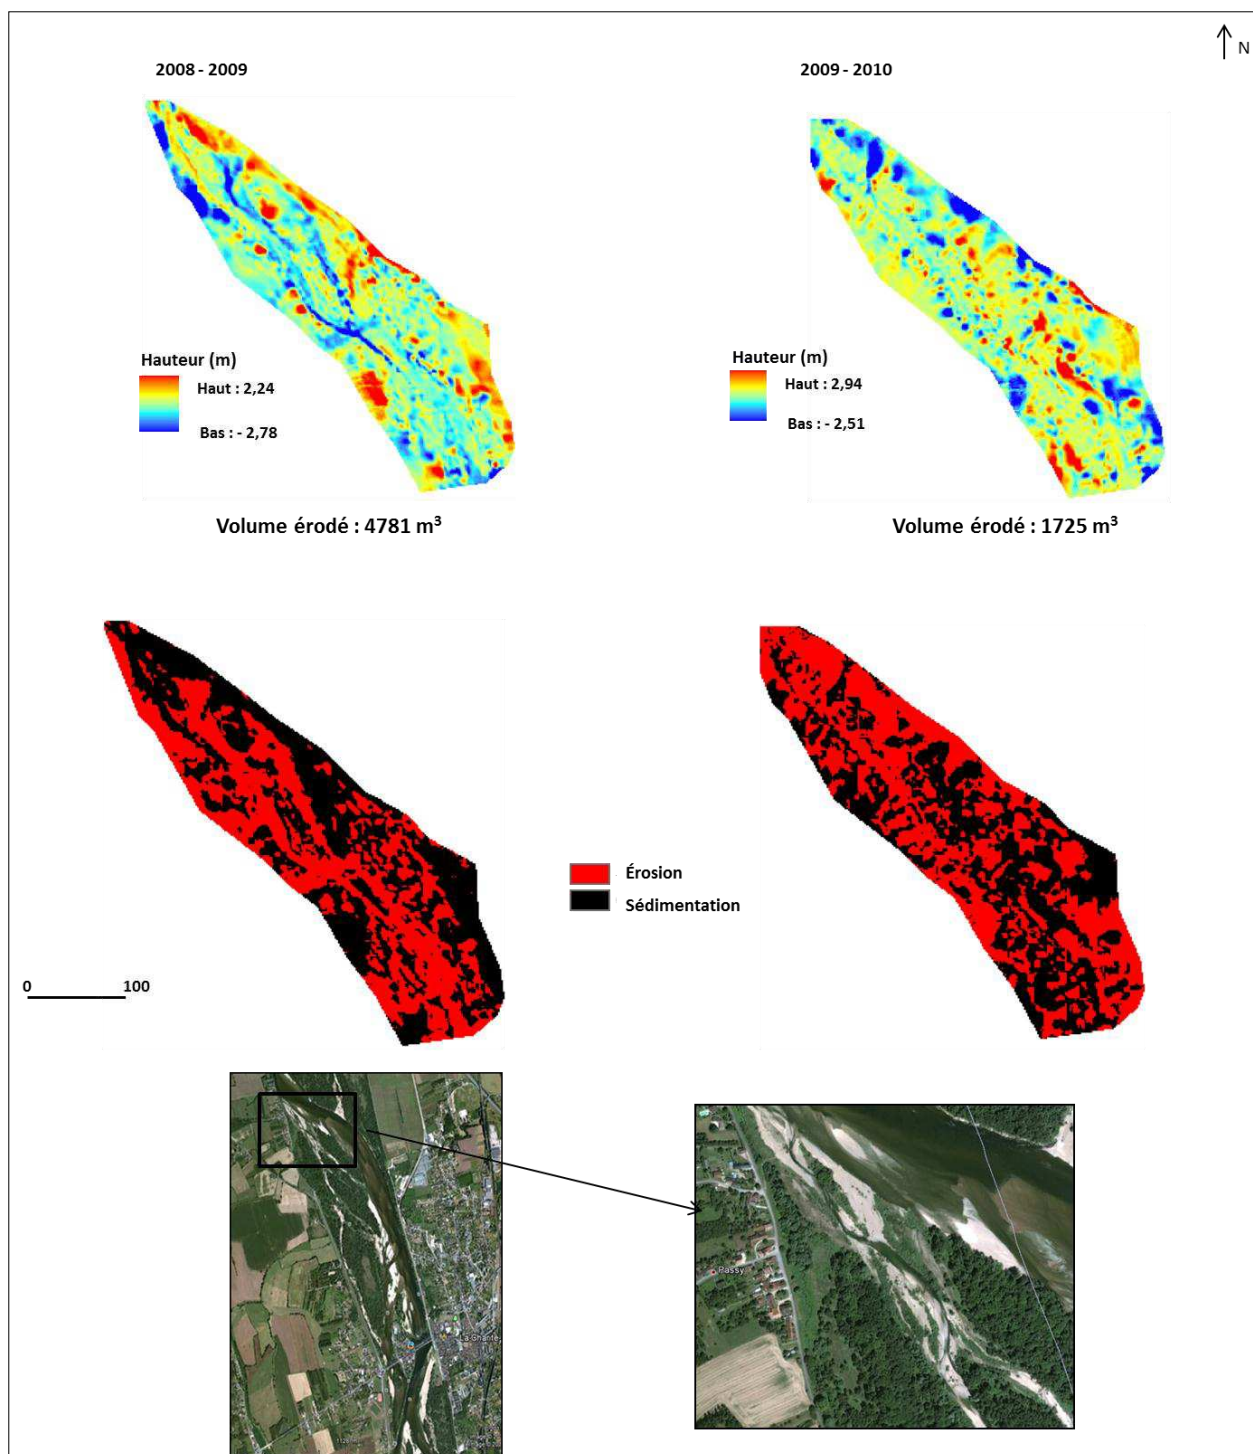 N
2008 - 2009
2009 - 2010
Hauteur (m)
Haut : 2,24
Bas : - 2,78
Hauteur (m)
Haut : 2,94
Bas : - 2,51
Volume érodé : 4781 m³
Volume érodé : 1725 m³
Érosion
Sédimentation
0 100
Passy
La Charité